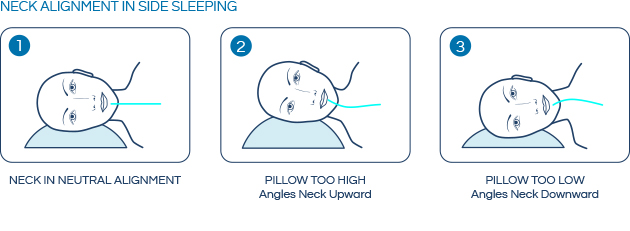 NECK ALIGNMENT IN SIDE SLEEPING
1
2
3
NECK IN NEUTRAL ALIGNMENT
PILLOW TOO HIGH
Angles Neck Upward
PILLOW TOO LOW
Angles Neck Downward